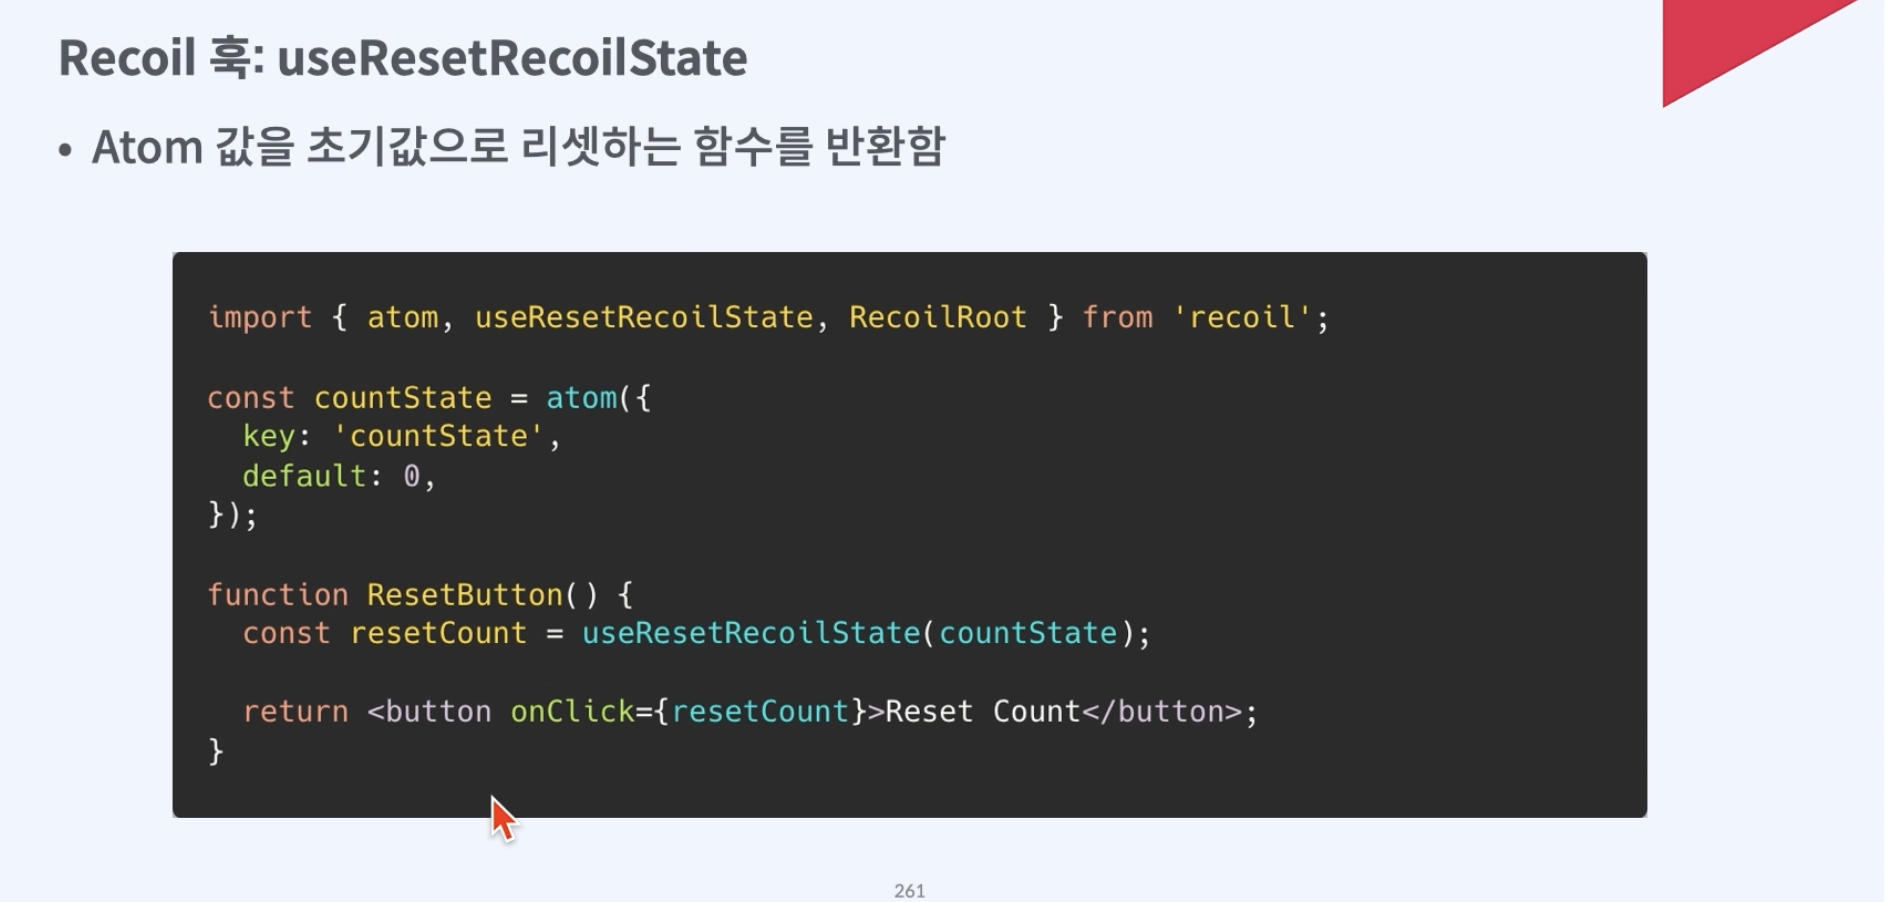 Recoil 훅: useResetRecoilState
• Atom 값을 초기값으로 리셋하는 함수를 반환함
import { atom, useResetRecoilState, RecoilRoot } from 'recoil';
const countState = atom({
  key: 'countState',
  default: 0,
});
function ResetButton() {
  const resetCount = useResetRecoilState(countState);
  return <button onClick={resetCount}>Reset Count</button>;
}
261